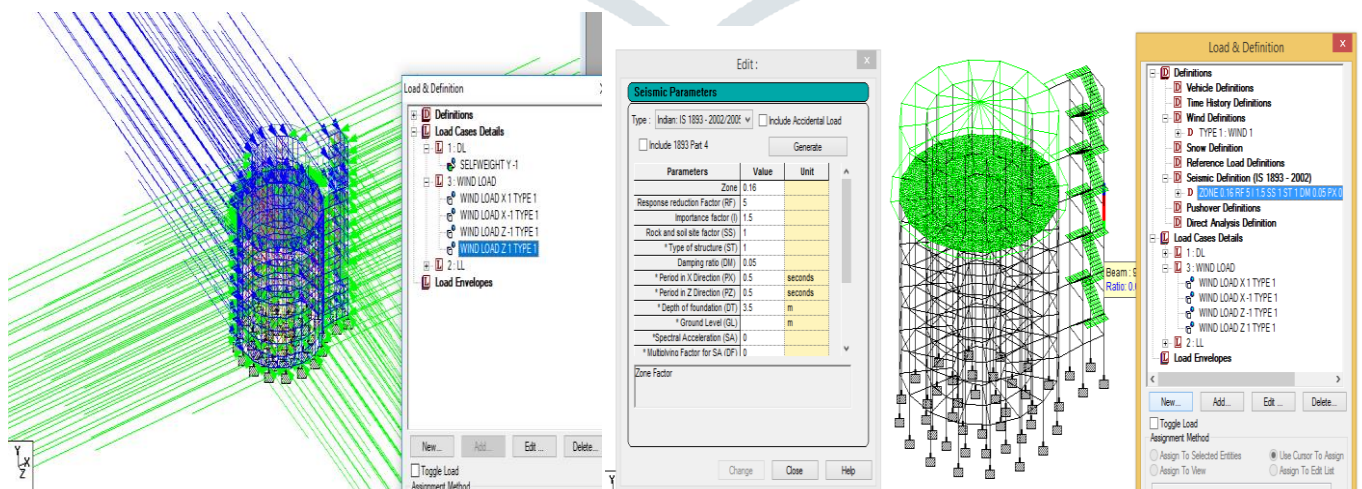 Load & Definition
Definitions
Load Cases Details
1 : DL
SELFWEIGHT Y -1
3 : WIND LOAD
WIND LOAD X 1 TYPE 1
WIND LOAD X -1 TYPE 1
WIND LOAD Z -1 TYPE 1
WIND LOAD Z 1 TYPE 1
2 : LL
Load Envelopes
New...
Add...
Edit ...
Delete...
Toggle Load
Assignment Method
Y
X
Z
Edit :
x
Seismic Parameters
Type : Indian: IS 1893 - 2002/2005
Include Accidental Load
Include 1893 Part 4
Generate
Parameters Value Unit
Zone 0.16
Response reduction Factor (RF) 5
Importance factor (I) 1.5
Rock and soil site factor (SS) 1
* Type of structure (ST) 1
Damping ratio (DM) 0.05
* Period in X Direction (PX) 0.5 seconds
* Period in Z Direction (PZ) 0.5 seconds
* Depth of foundation (DT) 3.5 m
* Ground Level (GL) m
*Spectral Acceleration (SA) 0
* Multiplying Factor for SA (DF) 0
Zone Factor
Change
Close
Help
Y
Beam : 9
Ratio: 0.
Load & Definition
x
Definitions
Vehicle Definitions
Time History Definitions
Wind Definitions
TYPE 1 : WIND 1
Snow Definition
Reference Load Definitions
Seismic Definition (IS 1893 - 2002)
ZONE 0.16 RF 5 I 1.5 SS 1 ST 1 DM 0.05 PX 0
Pushover Definitions
Direct Analysis Definition
Load Cases Details
1 : DL
3 : WIND LOAD
WIND LOAD X 1 TYPE 1
WIND LOAD X -1 TYPE 1
WIND LOAD Z -1 TYPE 1
WIND LOAD Z 1 TYPE 1
2 : LL
Load Envelopes
New...
Add...
Edit ...
Delete...
Toggle Load
Assignment Method
Assign To Selected Entities
Use Cursor To Assign
Assign To View
Assign To Edit List